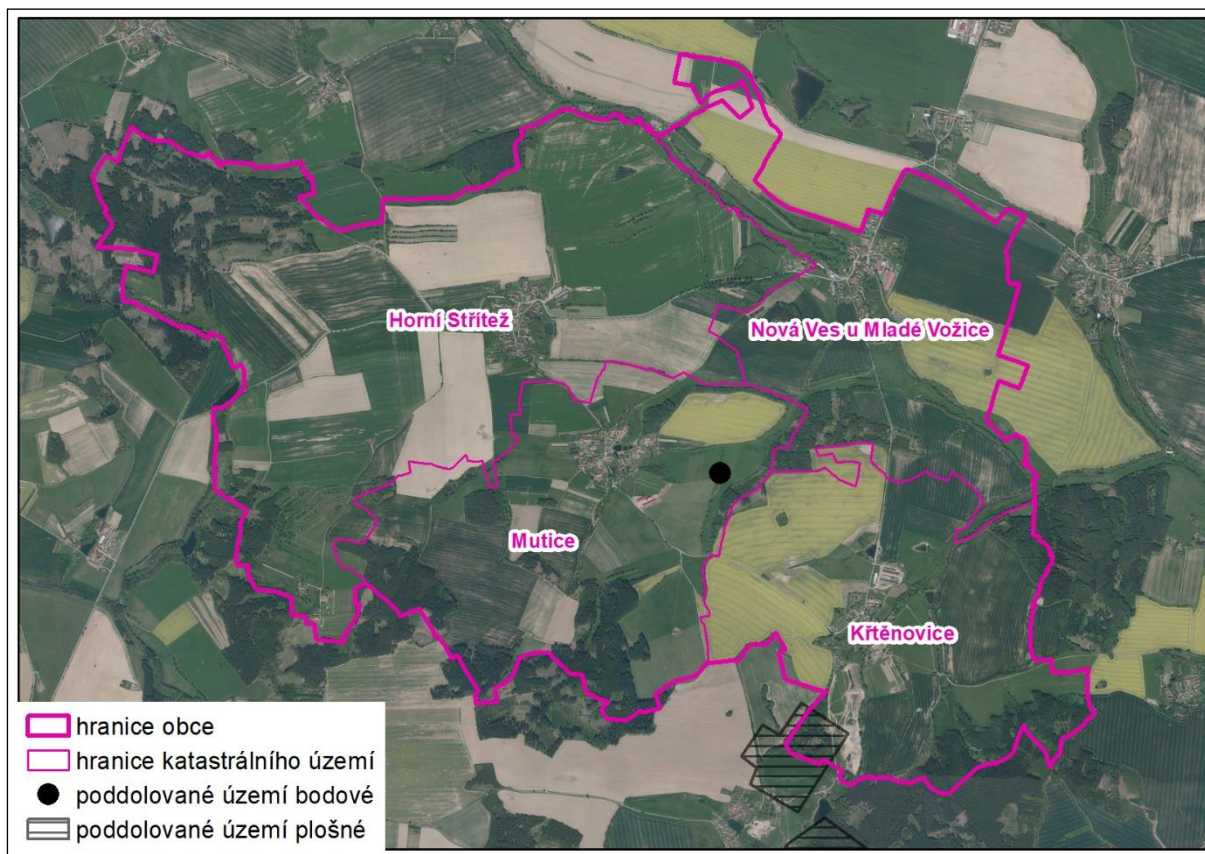 Horní Střítež
Nová Ves u Mladé Vožice
Mutice
Křtěnovice
hranice obce
hranice katastrálního území
poddolované území bodové
poddolované území plošné